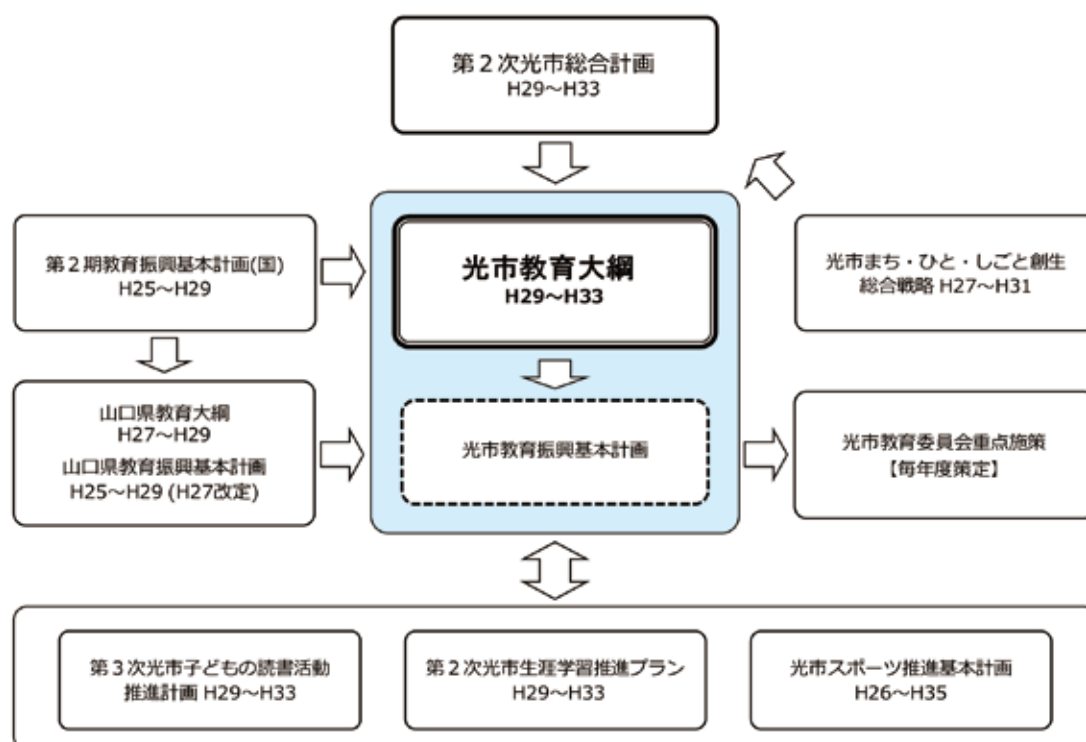 第２次光市総合計画
H29～H33
第２期教育振興基本計画(国)
H25～H29
光市教育大綱
H29～H33
光市まち・ひと・しごと創生
総合戦略 H27～H31
山口県教育大綱
H27～H29
山口県教育振興基本計画
H25～H29 (H27改定)
光市教育振興基本計画
光市教育委員会重点施策
【毎年度策定】
第３次光市子どもの読書活動
推進計画 H29～H33
第２次光市生涯学習推進プラン
H29～H33
光市スポーツ推進基本計画
H26～H35